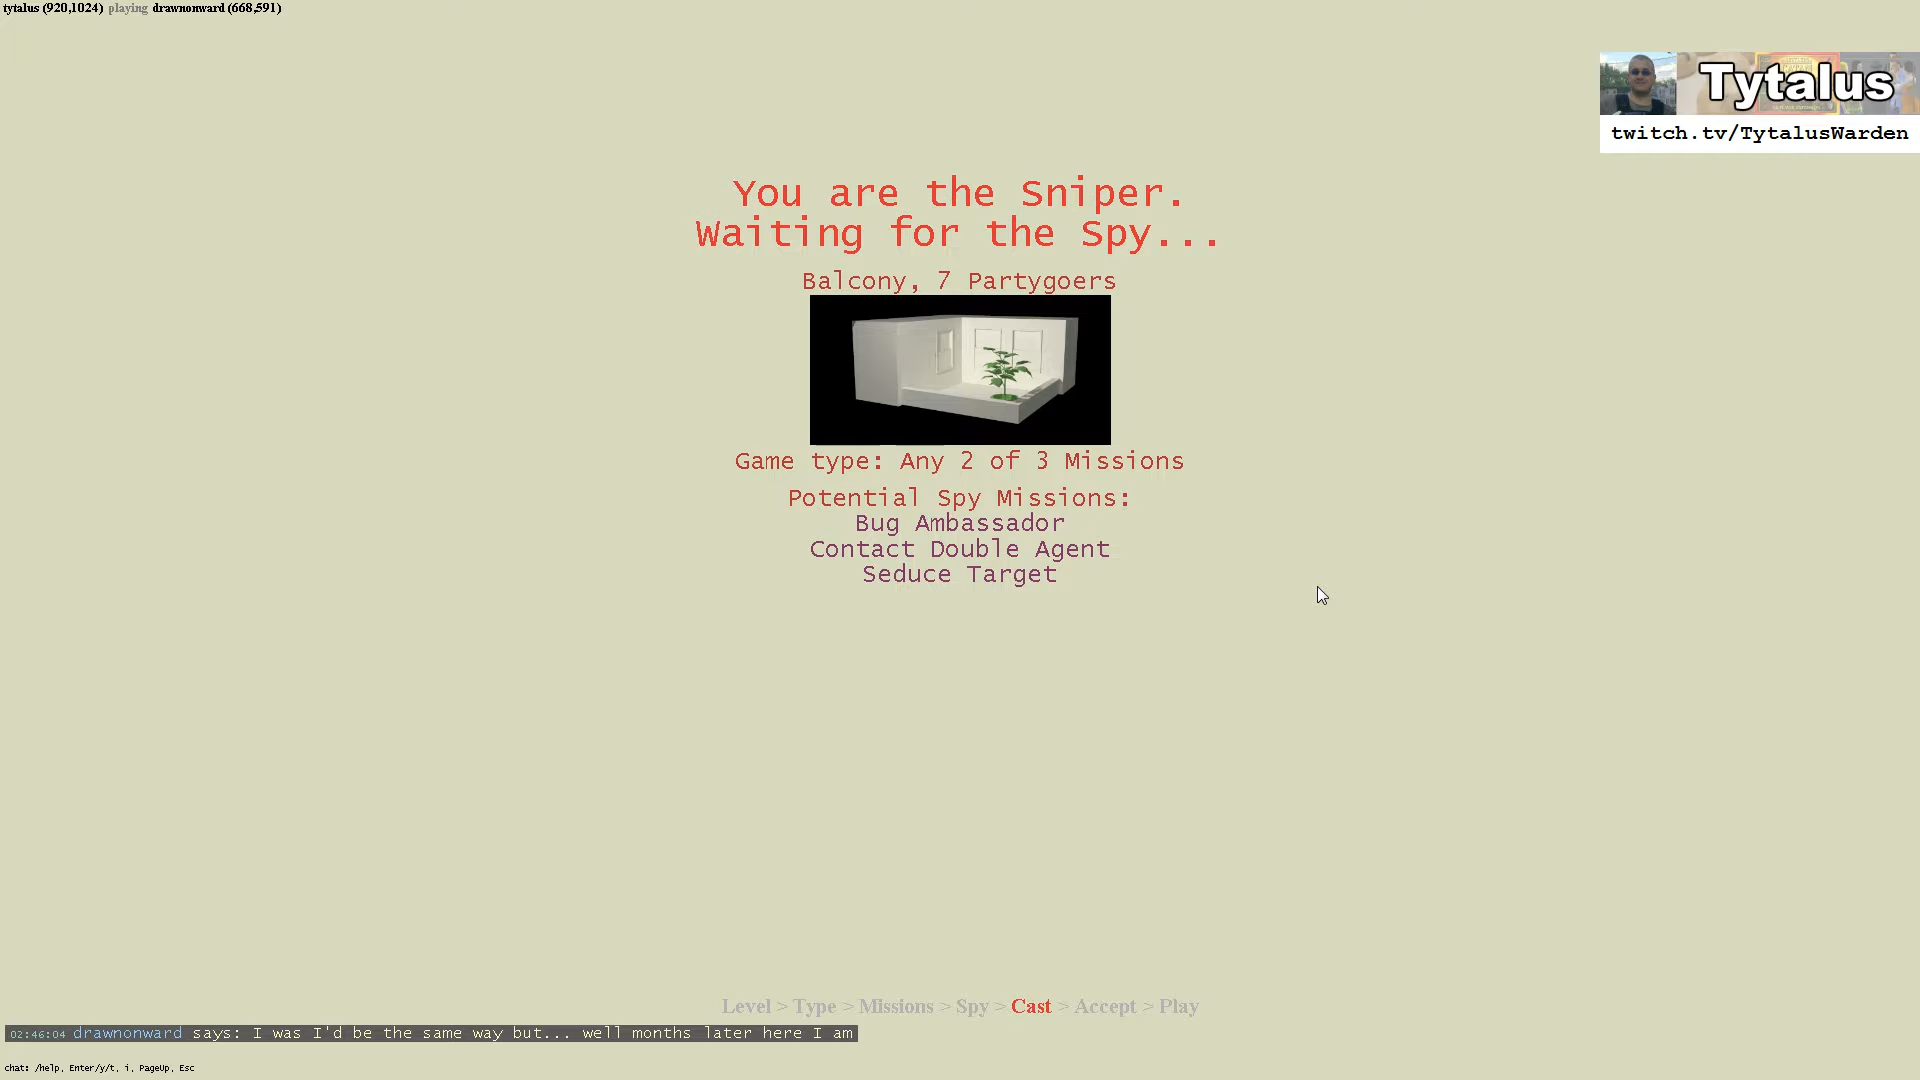 tytalus (920,1024) playing drawnonward (668,591)
Tytalus
twitch.tv/TytalusWarden
You are the Sniper.
Waiting for the Spy...
Balcony, 7 Partygoers
Game type: Any 2 of 3 Missions
Potential Spy Missions:
Bug Ambassador
Contact Double Agent
Seduce Target
Level > Type > Missions > Spy > Cast > Accept > Play
02:46:04 drawnonward says: I was I'd be the same way but... well months later here I am
chat: /help, Enter/y/t, i, PageUp, Esc